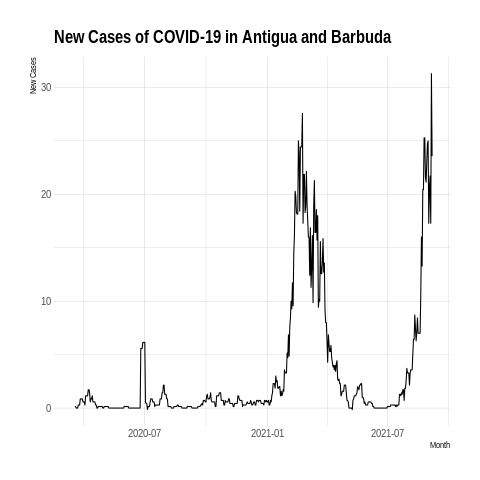 New Cases of COVID-19 in Antigua and Barbuda
New Cases
30
20
10
0
2020-07
2021-01
2021-07
Month